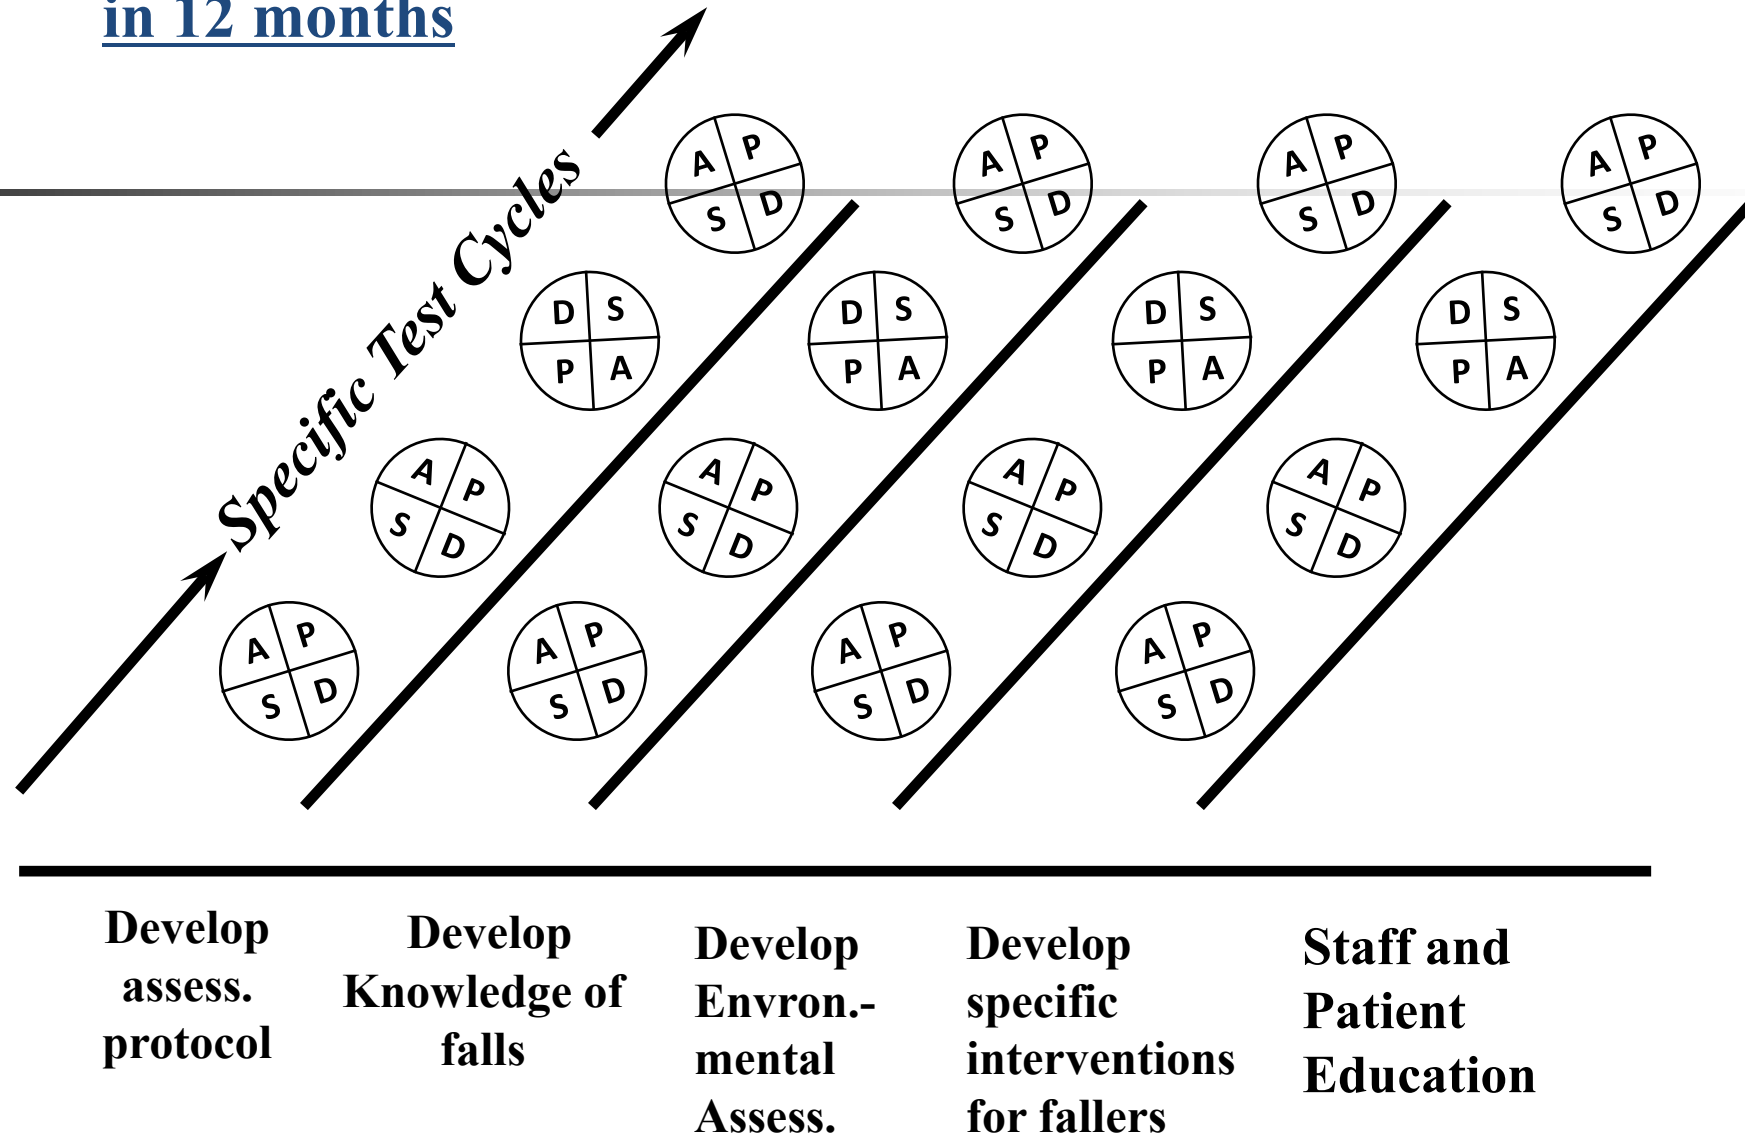 in 12 months
Specific Test Cycles
A P
S D
A P
S D
A P
S D
A P
S D
D S
P A
D S
P A
D S
P A
D S
P A
A P
S D
A P
S D
A P
S D
A P
S D
A P
S D
A P
S D
A P
S D
A P
S D
Develop
assess.
protocol
Develop
Knowledge of
falls
Develop
Envron.-
mental
Assess.
Develop
specific
interventions
for fallers
Staff and
Patient
Education